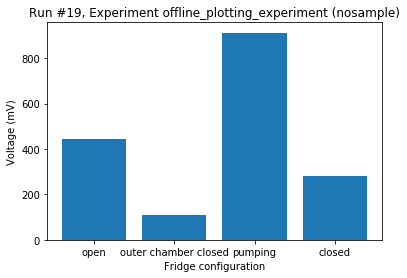 Run #19, Experiment offline_plotting_experiment (nosample)
800
600
400
200
0
Voltage (mV)
open
outer chamber closed
pumping
closed
Fridge configuration